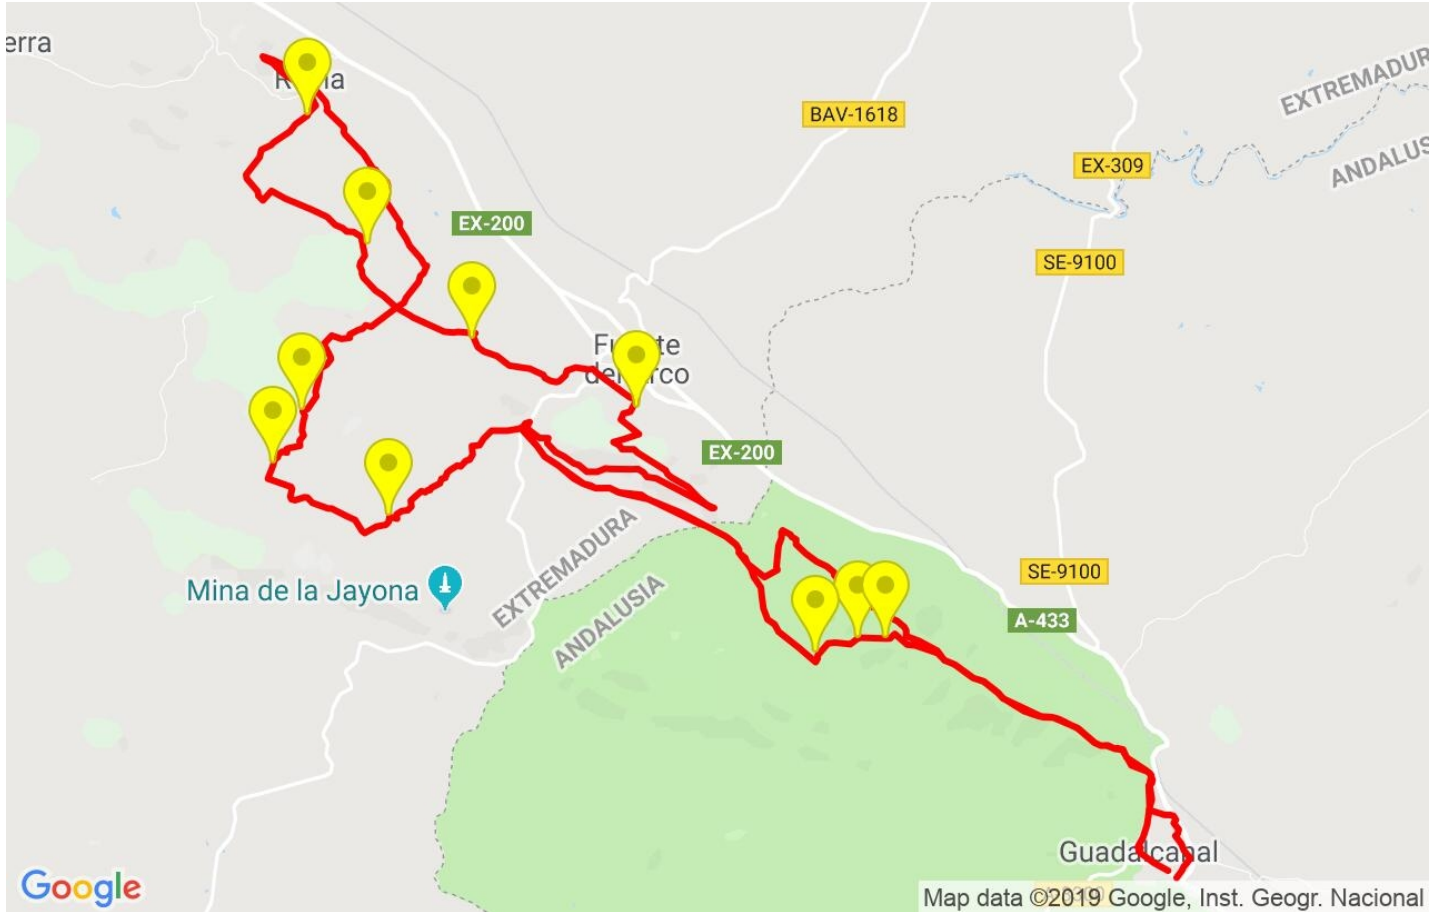 erra
EXTREMADUR
BAV-1618
EX-309
ANDALUS
EX-200
SE-9100
EX-200
EXTREMADURA
SE-9100
Mina de la Jayona
ANDALUSIA
A-433
Guadalcanal
Google
Map data ©2019 Google, Inst. Geogr. Nacional